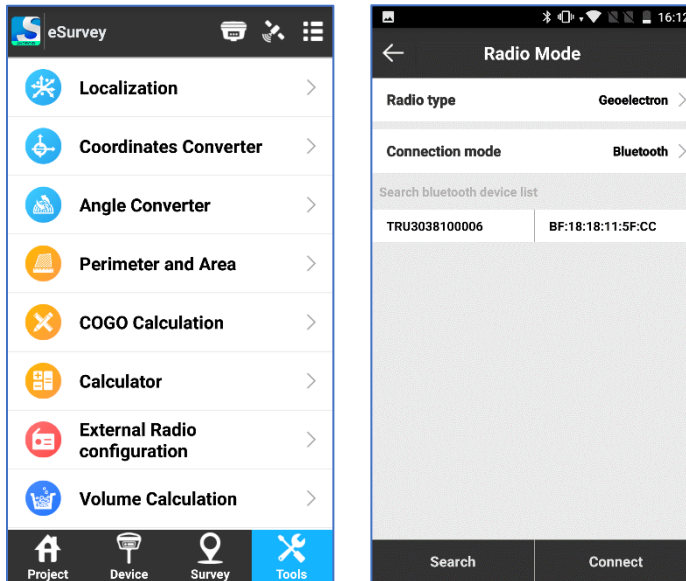 eSurvey
Localization
Coordinates Converter
Angle Converter
Perimeter and Area
COGO Calculation
Calculator
External Radio
configuration
Volume Calculation
Project Device Survey Tools
16:12
Radio Mode
Radio type Geoelectron
Connection mode Bluetooth
Search bluetooth device list
TRU3038100006 BF:18:18:11:5F:CC
Search Connect